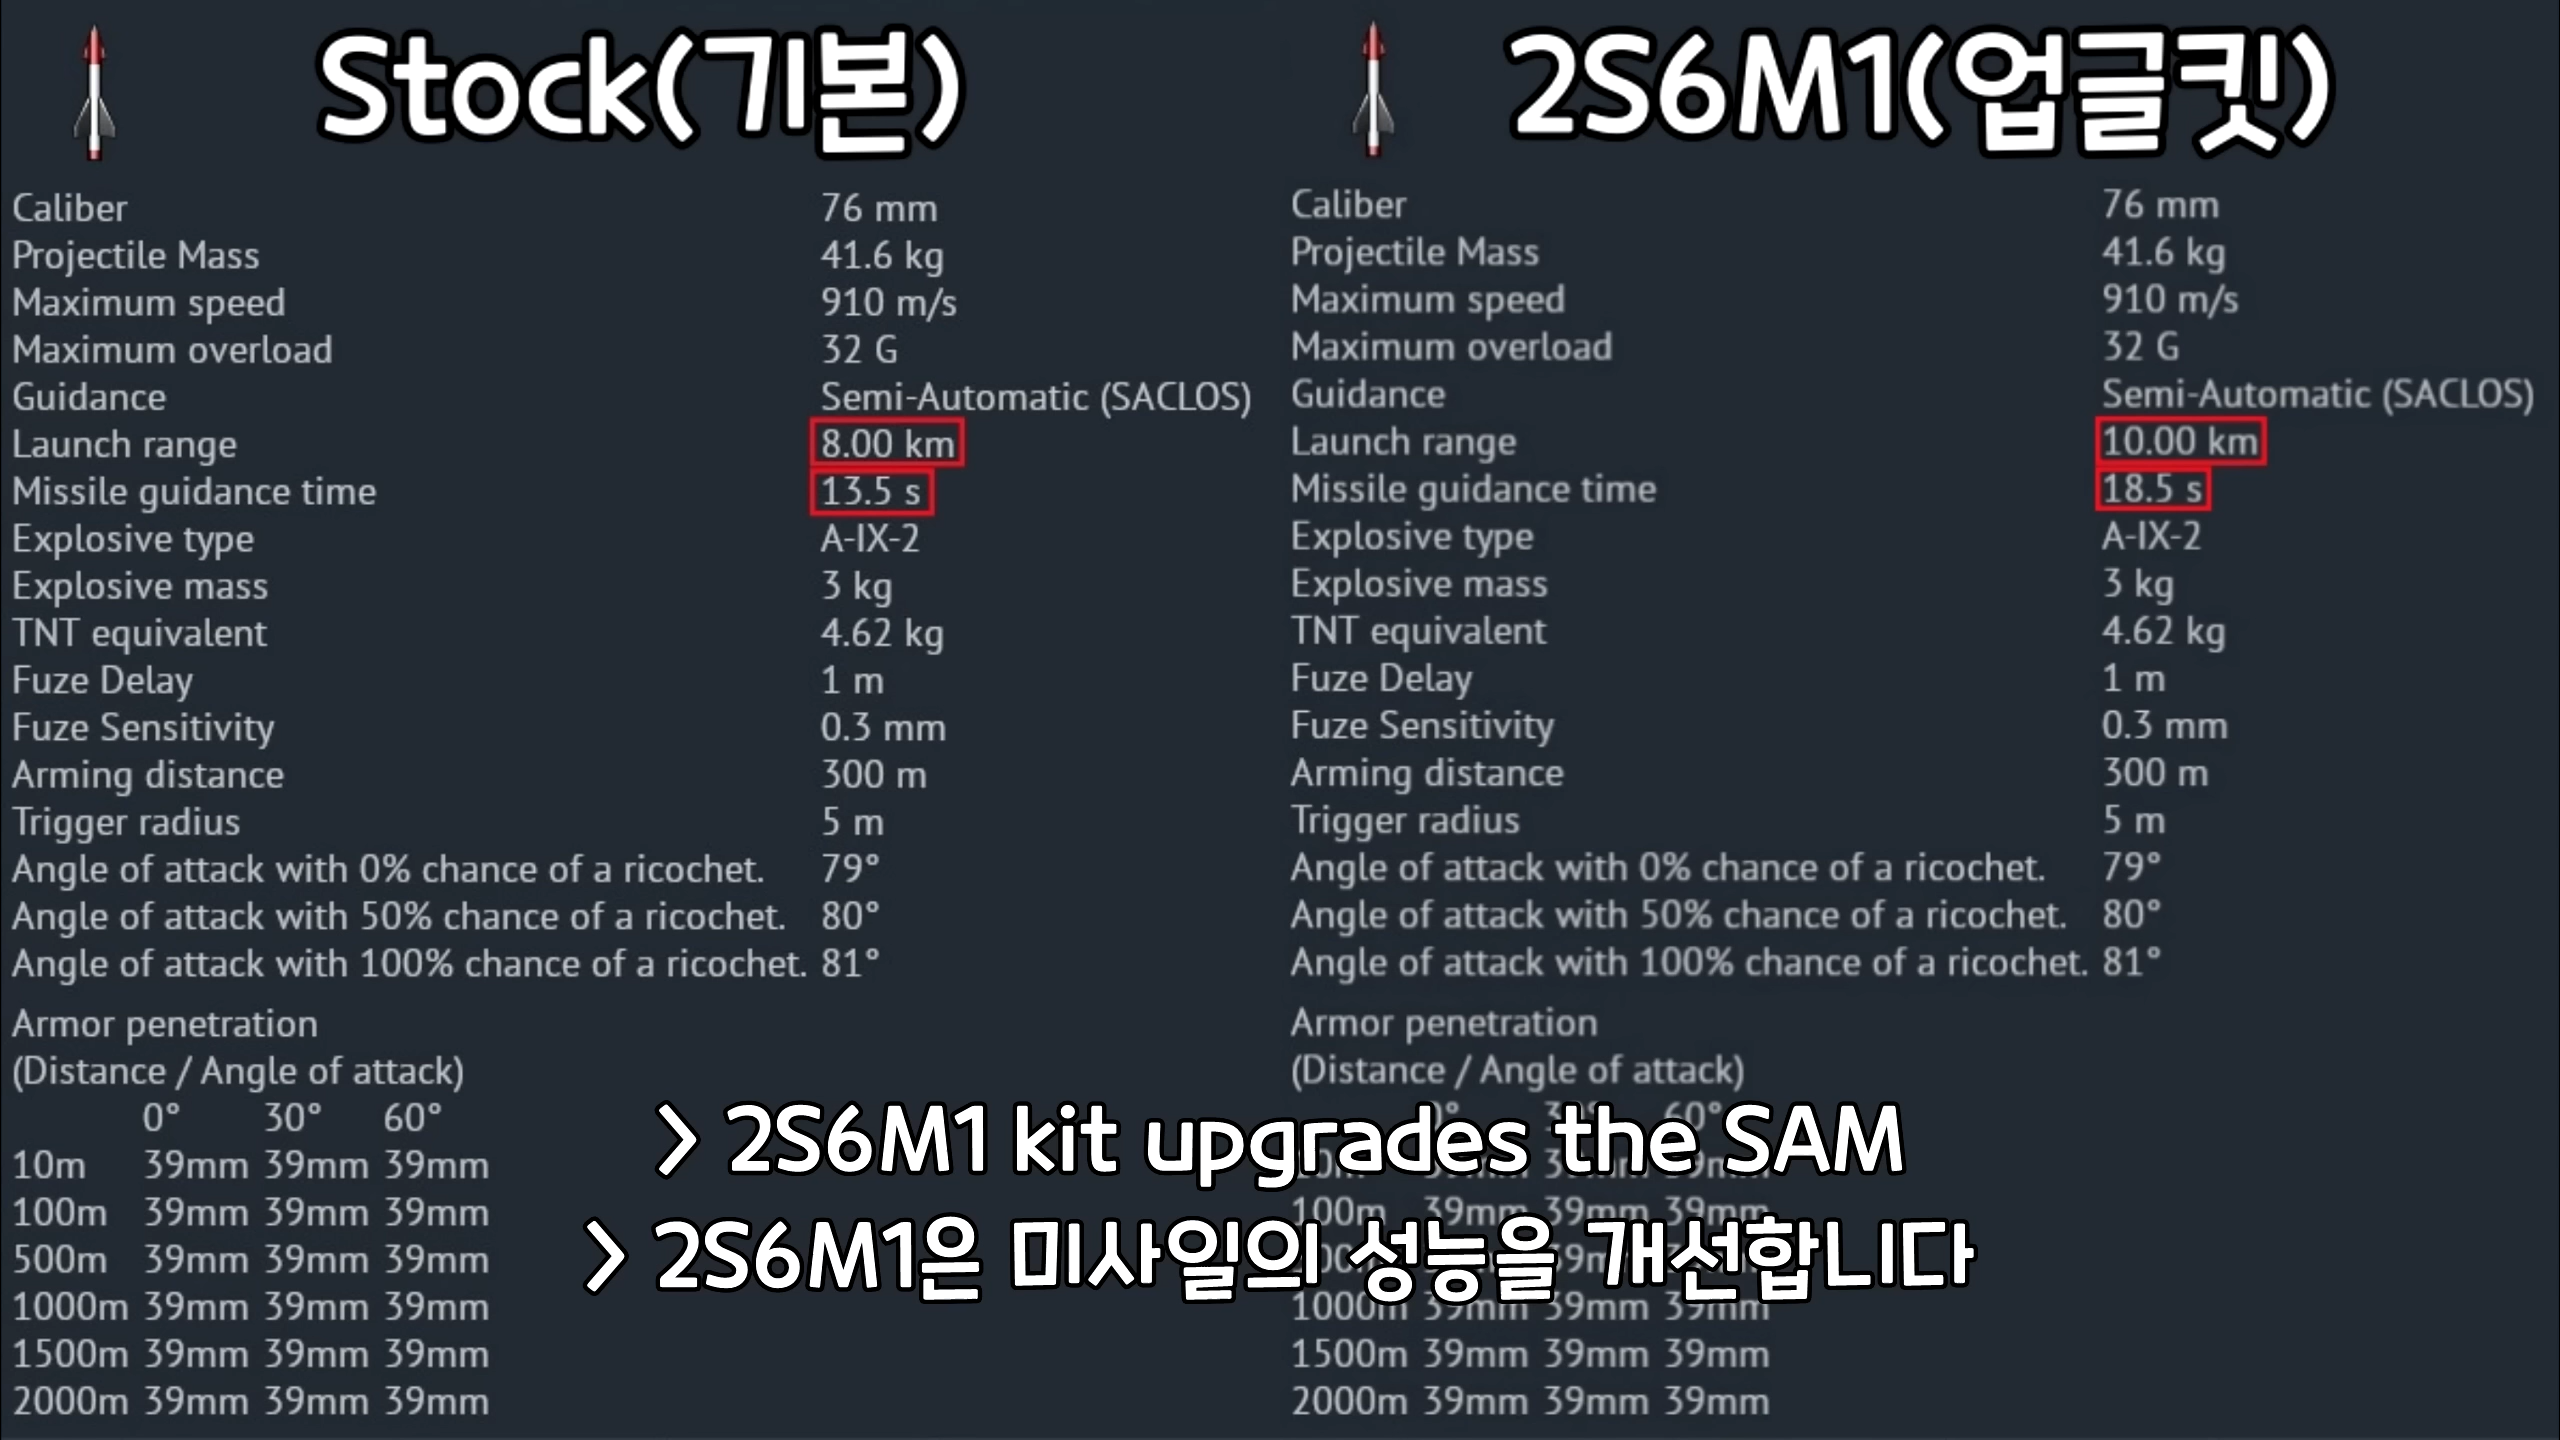 Stock(기본)
Caliber 76 mm
Projectile Mass 41.6 kg
Maximum speed 910 m/s
Maximum overload 32 G
Guidance Semi-Automatic (SACLOS)
Launch range 8.00 km
Missile guidance time 13.5 s
Explosive type A-IX-2
Explosive mass 3 kg
TNT equivalent 4.62 kg
Fuze Delay 1 m
Fuze Sensitivity 0.3 mm
Arming distance 300 m
Trigger radius 5 m
Angle of attack with 0% chance of a ricochet. 79°
Angle of attack with 50% chance of a ricochet. 80°
Angle of attack with 100% chance of a ricochet. 81°
Armor penetration
(Distance / Angle of attack)
0° 30° 60°
10m 39mm 39mm 39mm
100m 39mm 39mm 39mm
500m 39mm 39mm 39mm
1000m 39mm 39mm 39mm
1500m 39mm 39mm 39mm
2000m 39mm 39mm 39mm
2S6M1(업글킷)
Caliber 76 mm
Projectile Mass 41.6 kg
Maximum speed 910 m/s
Maximum overload 32 G
Guidance Semi-Automatic (SACLOS)
Launch range 10.00 km
Missile guidance time 18.5 s
Explosive type A-IX-2
Explosive mass 3 kg
TNT equivalent 4.62 kg
Fuze Delay 1 m
Fuze Sensitivity 0.3 mm
Arming distance 300 m
Trigger radius 5 m
Angle of attack with 0% chance of a ricochet. 79°
Angle of attack with 50% chance of a ricochet. 80°
Angle of attack with 100% chance of a ricochet. 81°
Armor penetration
(Distance / Angle of attack)
60°
100m 39mm 39mm 39mm
1000m 39mm 39mm 39mm
1500m 39mm 39mm 39mm
2000m 39mm 39mm 39mm
> 2S6M1 kit upgrades the SAM
> 2S6M1은 미사일의 성능을 개선합니다